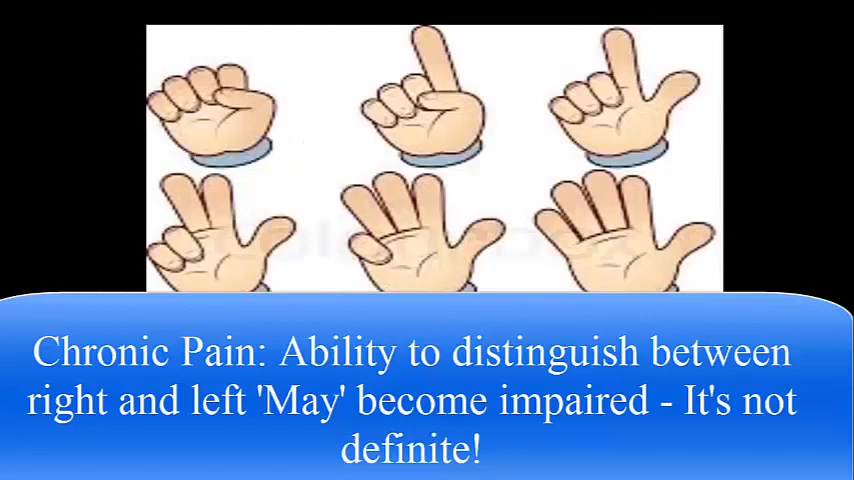 Chronic Pain: Ability to distinguish between
right and left 'May' become impaired - It's not
definite!